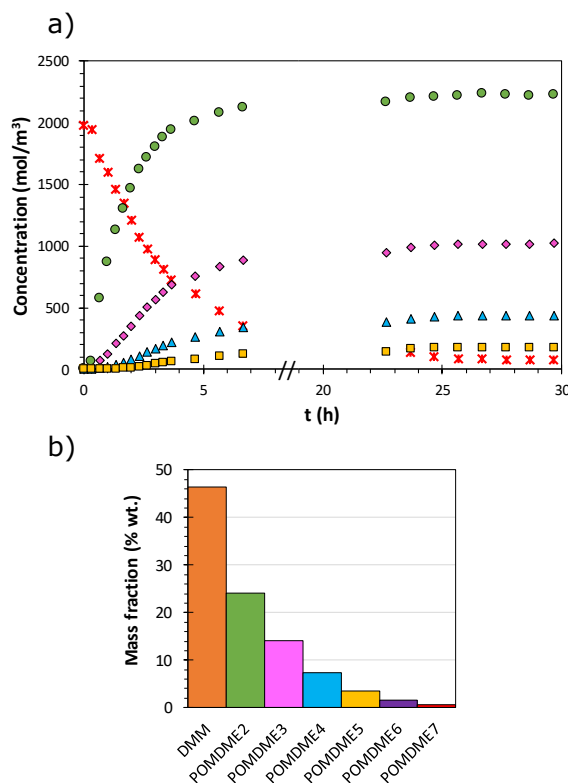 a)
2500
2000
1500
1000
500
0
Concentration (mol/m³)
0 5 20 25 30
t (h)
b)
50
40
30
20
10
0
Mass fraction (% wt.)
DMM
POMDME2
POMDME3
POMDME4
POMDME5
POMDME6
POMDME7